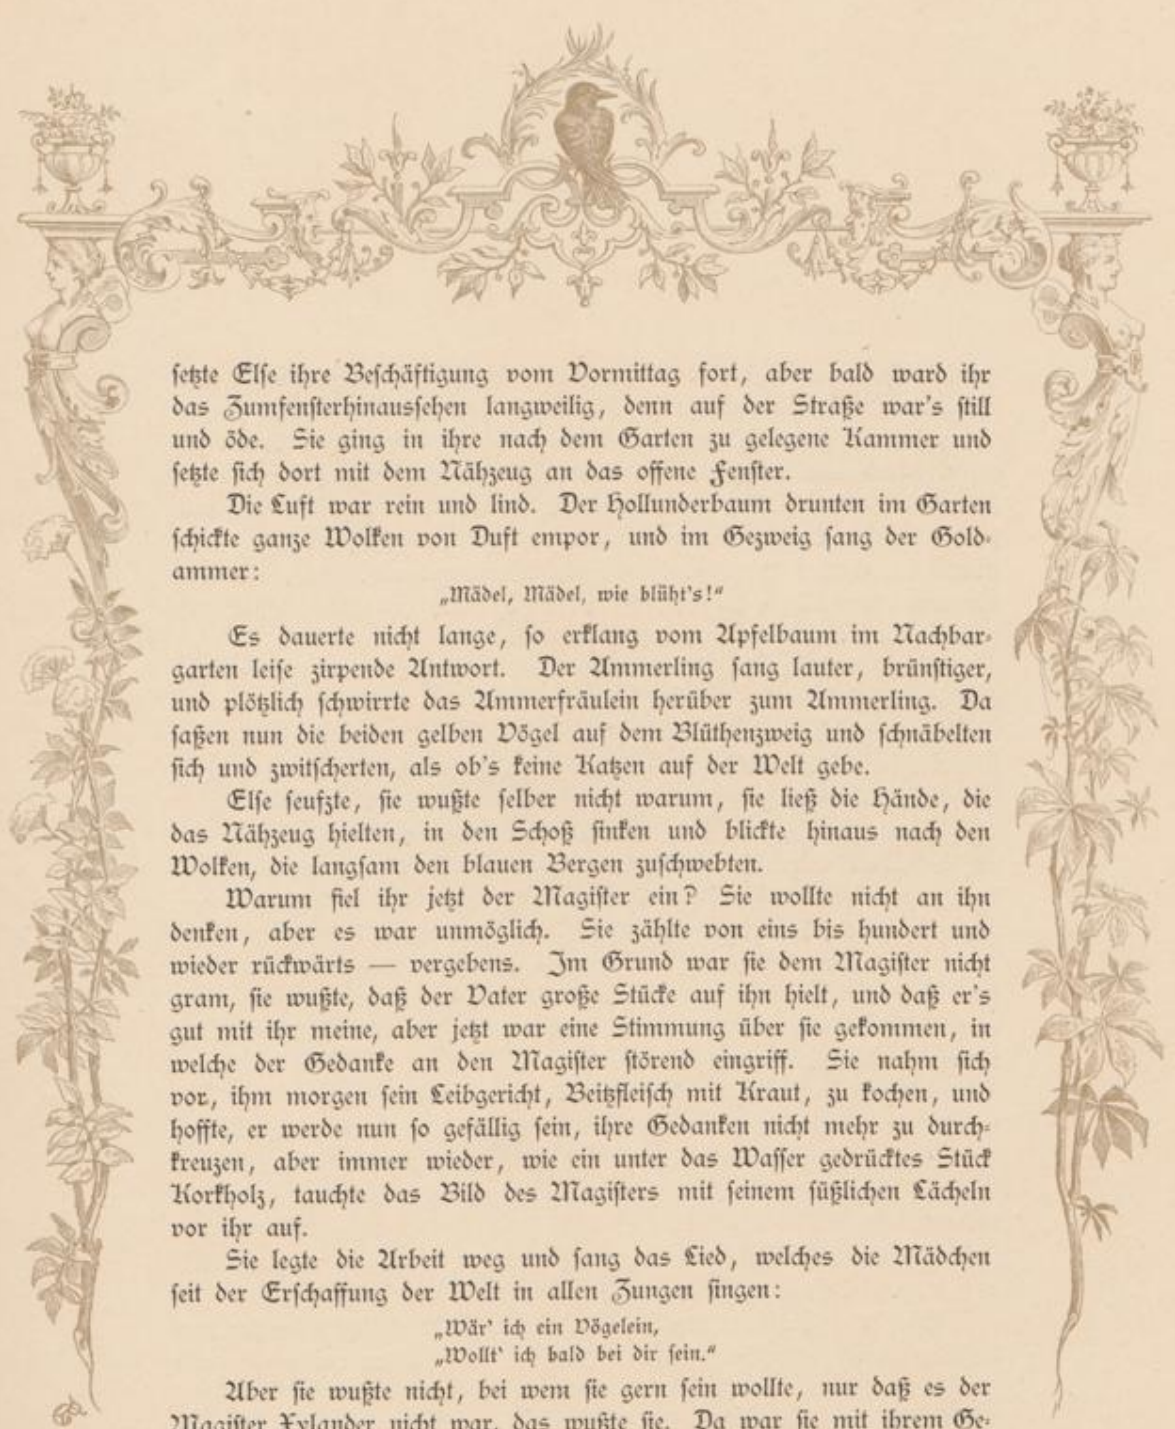 setzte Else ihre Beschäftigung vom Vormittag fort, aber bald ward ihr
das Zumfensterhinaussehen langweilig, denn auf der Straße war's still
und öde. Sie ging in ihre nach dem Garten zu gelegene Kammer und
setzte sich dort mit dem Nähzeug an das offene Fenster.
Die Luft war rein und lind. Der Hollunderbaum drunten im Garten
schickte ganze Wolken von Duft empor, und im Gezweig sang der Gold-
ammer:
„Mädel, Mädel, wie blüht's!“
Es dauerte nicht lange, so erklang vom Apfelbaum im Nachbar-
garten leise zirpende Antwort. Der Ammerling sang lauter, brünstiger,
und plötzlich schwirrte das Ammerfräulein herüber zum Ammerling. Da
saßen nun die beiden gelben Vögel auf dem Blüthenzweig und schnäbelten
sich und zwitscherten, als ob's keine Katzen auf der Welt gebe.
Else seufzte, sie wußte selber nicht warum, sie ließ die Hände, die
das Nähzeug hielten, in den Schoß sinken und blickte hinaus nach den
Wolken, die langsam den blauen Bergen zuschwebten.
Warum fiel ihr jetzt der Magister ein? Sie wollte nicht an ihn
denken, aber es war unmöglich. Sie zählte von eins bis hundert und
wieder rückwärts — vergebens. Im Grund war sie dem Magister nicht
gram, sie wußte, daß der Vater große Stücke auf ihn hielt, und daß er's
gut mit ihr meine, aber jetzt war eine Stimmung über sie gekommen, in
welche der Gedanke an den Magister störend eingriff. Sie nahm sich
vor, ihm morgen sein Leibgericht, Beitzfleisch mit Kraut, zu kochen, und
hoffte, er werde nun so gefällig sein, ihre Gedanken nicht mehr zu durch-
kreuzen, aber immer wieder, wie ein unter das Wasser gedrücktes Stück
Korkholz, tauchte das Bild des Magisters mit seinem süßlichen Lächeln
vor ihr auf.
Sie legte die Arbeit weg und sang das Lied, welches die Mädchen
seit der Erschaffung der Welt in allen Zungen singen:
„Wär' ich ein Vögelein,
„Wollt' ich bald bei dir sein.“
Aber sie wußte nicht, bei wem sie gern sein wollte, nur daß es der
Magister Xylander nicht war, das wußte sie. Da war sie mit ihrem Ge-